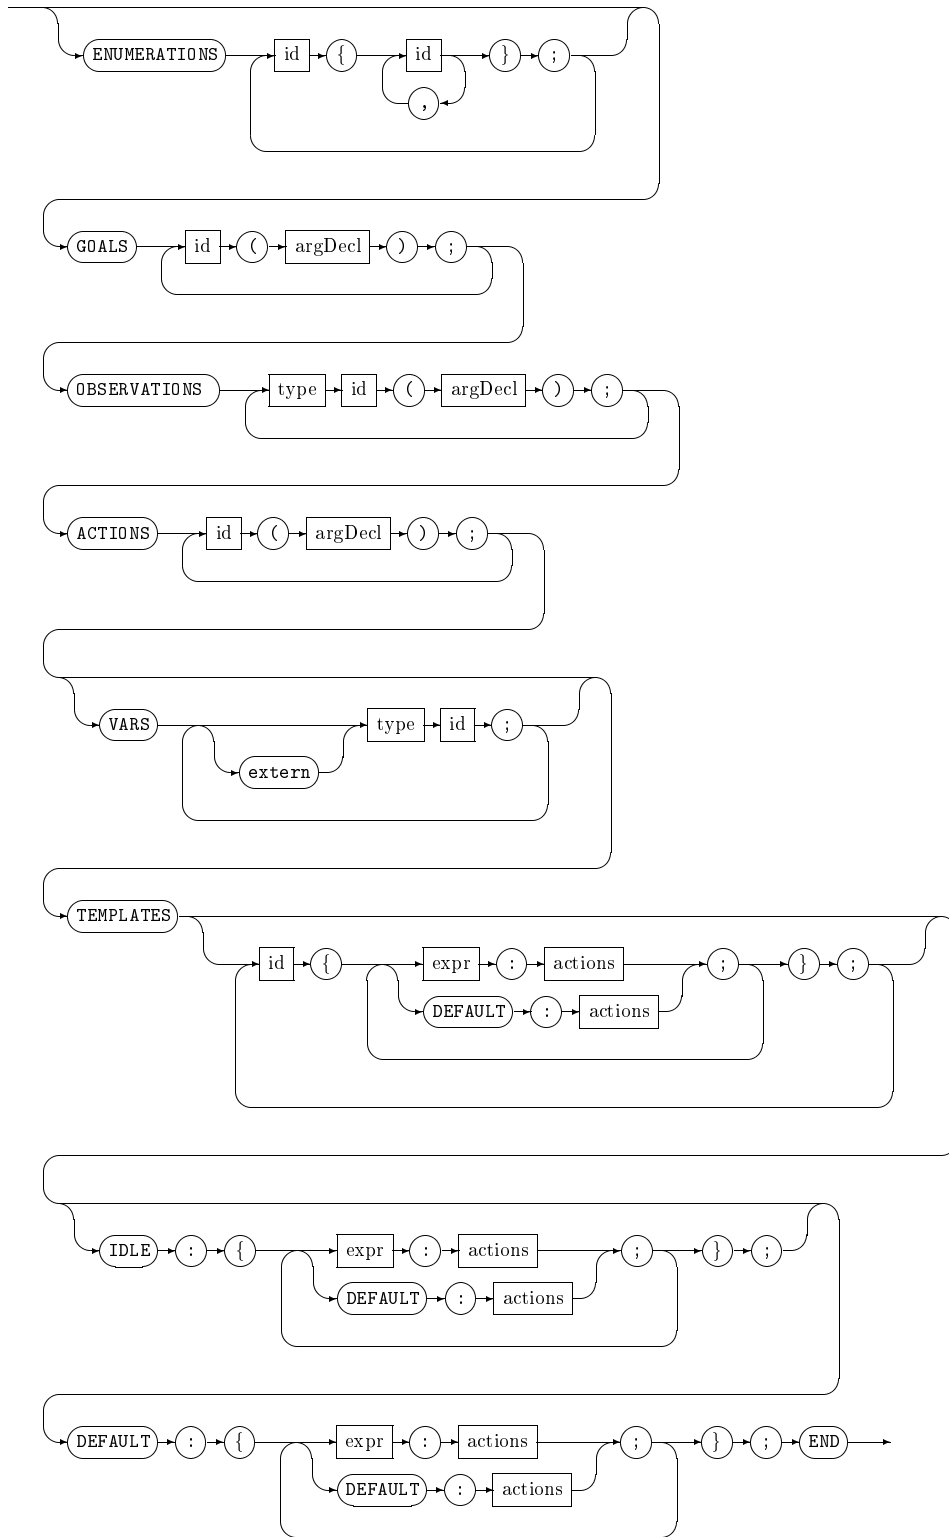 ENUMERATIONS id { id } ;
,
GOALS id ( argDecl ) ;
OBSERVATIONS type id ( argDecl ) ;
ACTIONS id ( argDecl ) ;
VARS type id ;
extern
TEMPLATES
id { expr : actions ; } ;
DEFAULT : actions
IDLE : { expr : actions ; } ;
DEFAULT : actions
DEFAULT : { expr : actions ; } ; END
DEFAULT : actions